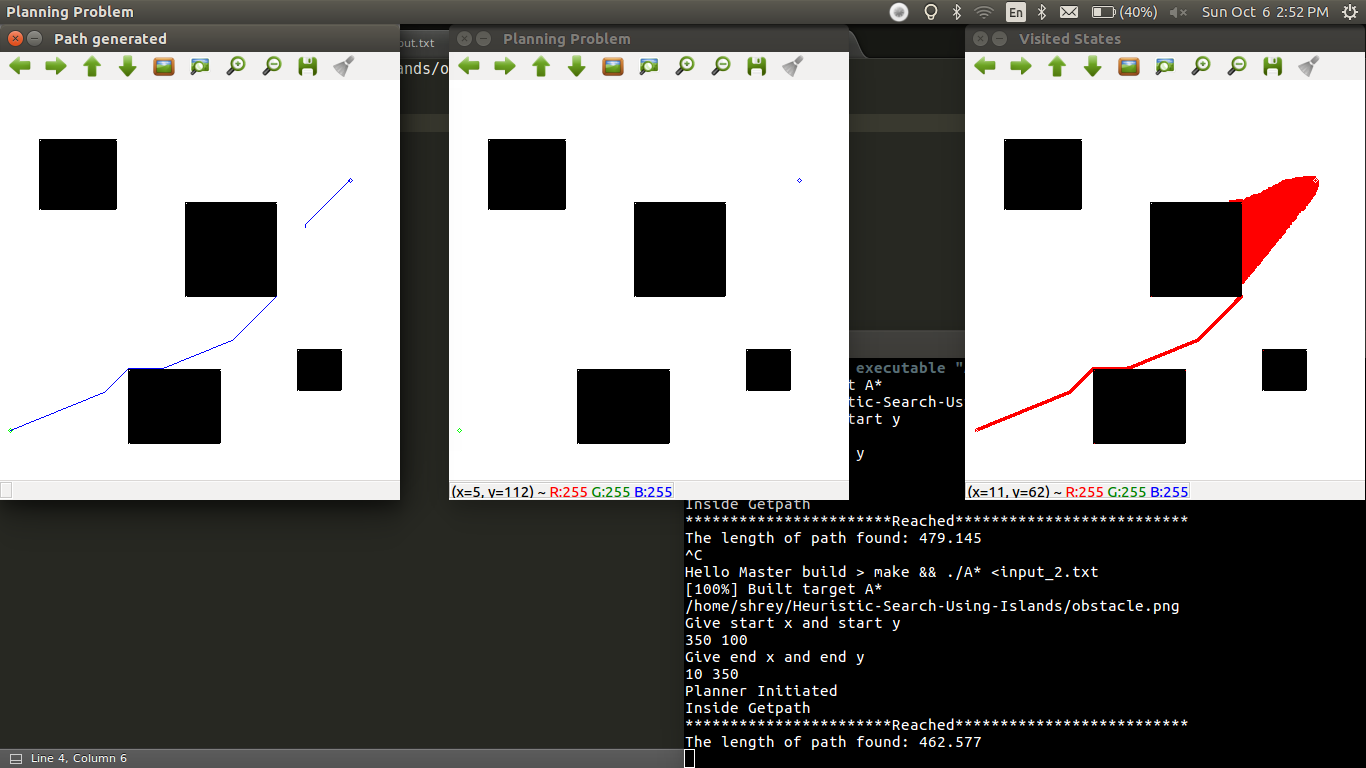 Planning Problem
En
(40%)
Sun Oct 6 2:52 PM
Path generated
out.txt
Planning Problem
Visited States
ands/o
executable "
t A*
tic-Search-Us
tart y
y
(x=5, y=112) ~ R:255 G:255 B:255
(x=11, y=62) ~ R:255 G:255 B:255
Inside Getpath
***********************Reached**************************
The length of path found: 479.145
^C
Hello Master build > make && ./A* <input_2.txt
[100%] Built target A*
/home/shrey/Heuristic-Search-Using-Islands/obstacle.png
Give start x and start y
350 100
Give end x and end y
10 350
Planner Initiated
Inside Getpath
***********************Reached**************************
The length of path found: 462.577
Line 4, Column 6